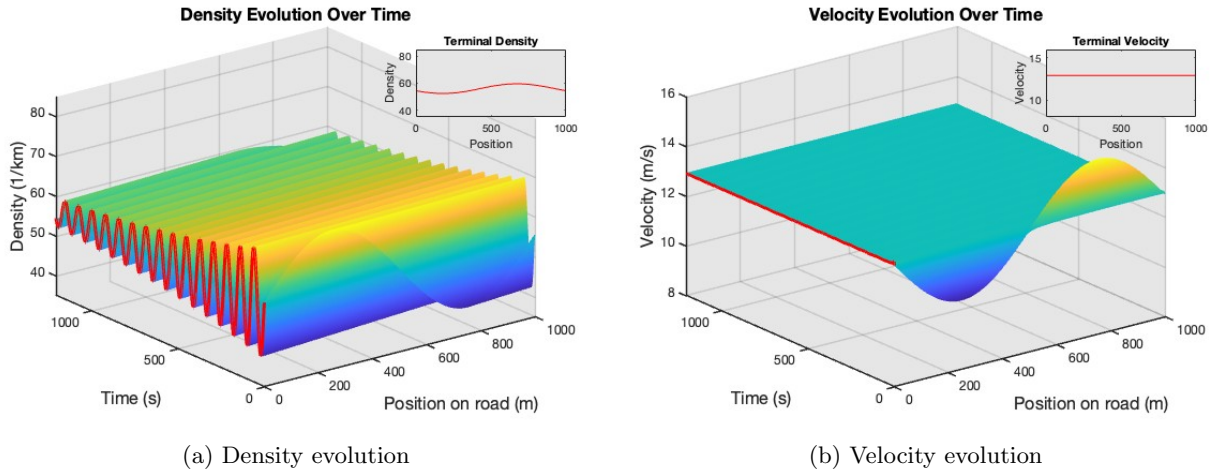 Density Evolution Over Time
Terminal Density
80
60
40
Density
0
500
1000
Position
80
70
60
50
40
Density (1/km)
1000
500
0
Time (s)
0
200
400
600
800
1000
Position on road (m)
(a) Density evolution
Velocity Evolution Over Time
Terminal Velocity
15
10
Velocity
0
500
1000
Position
16
14
12
10
8
Velocity (m/s)
1000
500
0
Time (s)
0
200
400
600
800
1000
Position on road (m)
(b) Velocity evolution